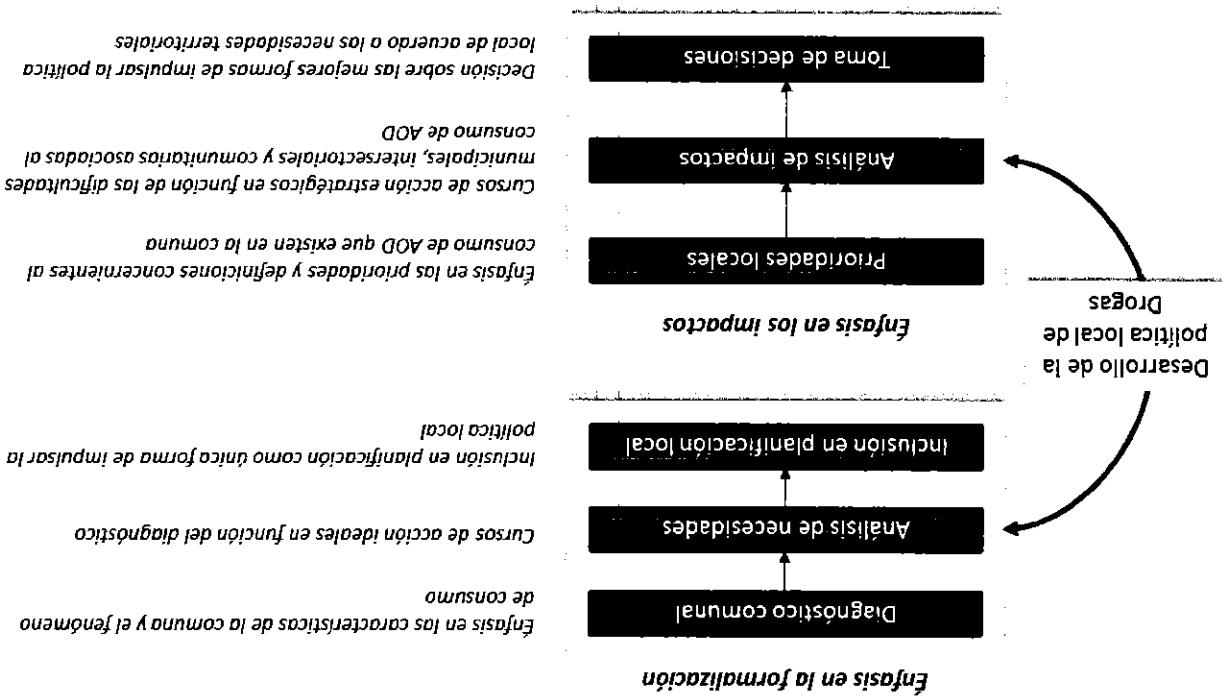 Énfasis en la formalización
Diagnóstico comunal
Énfasis en las características de la comuna y el fenómeno
de consumo
Análisis de necesidades
Cursos de acción ideales en función del diagnóstico
Inclusión en planificación local
Inclusión en planificación como única forma de impulsar la
política local
Desarrollo de la
política local de
Drogas
Énfasis en los impactos
Prioridades locales
Énfasis en las prioridades y definiciones concernientes al
consumo de AOD que existen en la comuna
Análisis de impactos
Cursos de acción estratégicos en función de las dificultades
municipales, intersectoriales y comunitarias asociadas al
consumo de AOD
Toma de decisiones
Decisión sobre las mejores formas de impulsar la política
local de acuerdo a las necesidades territoriales